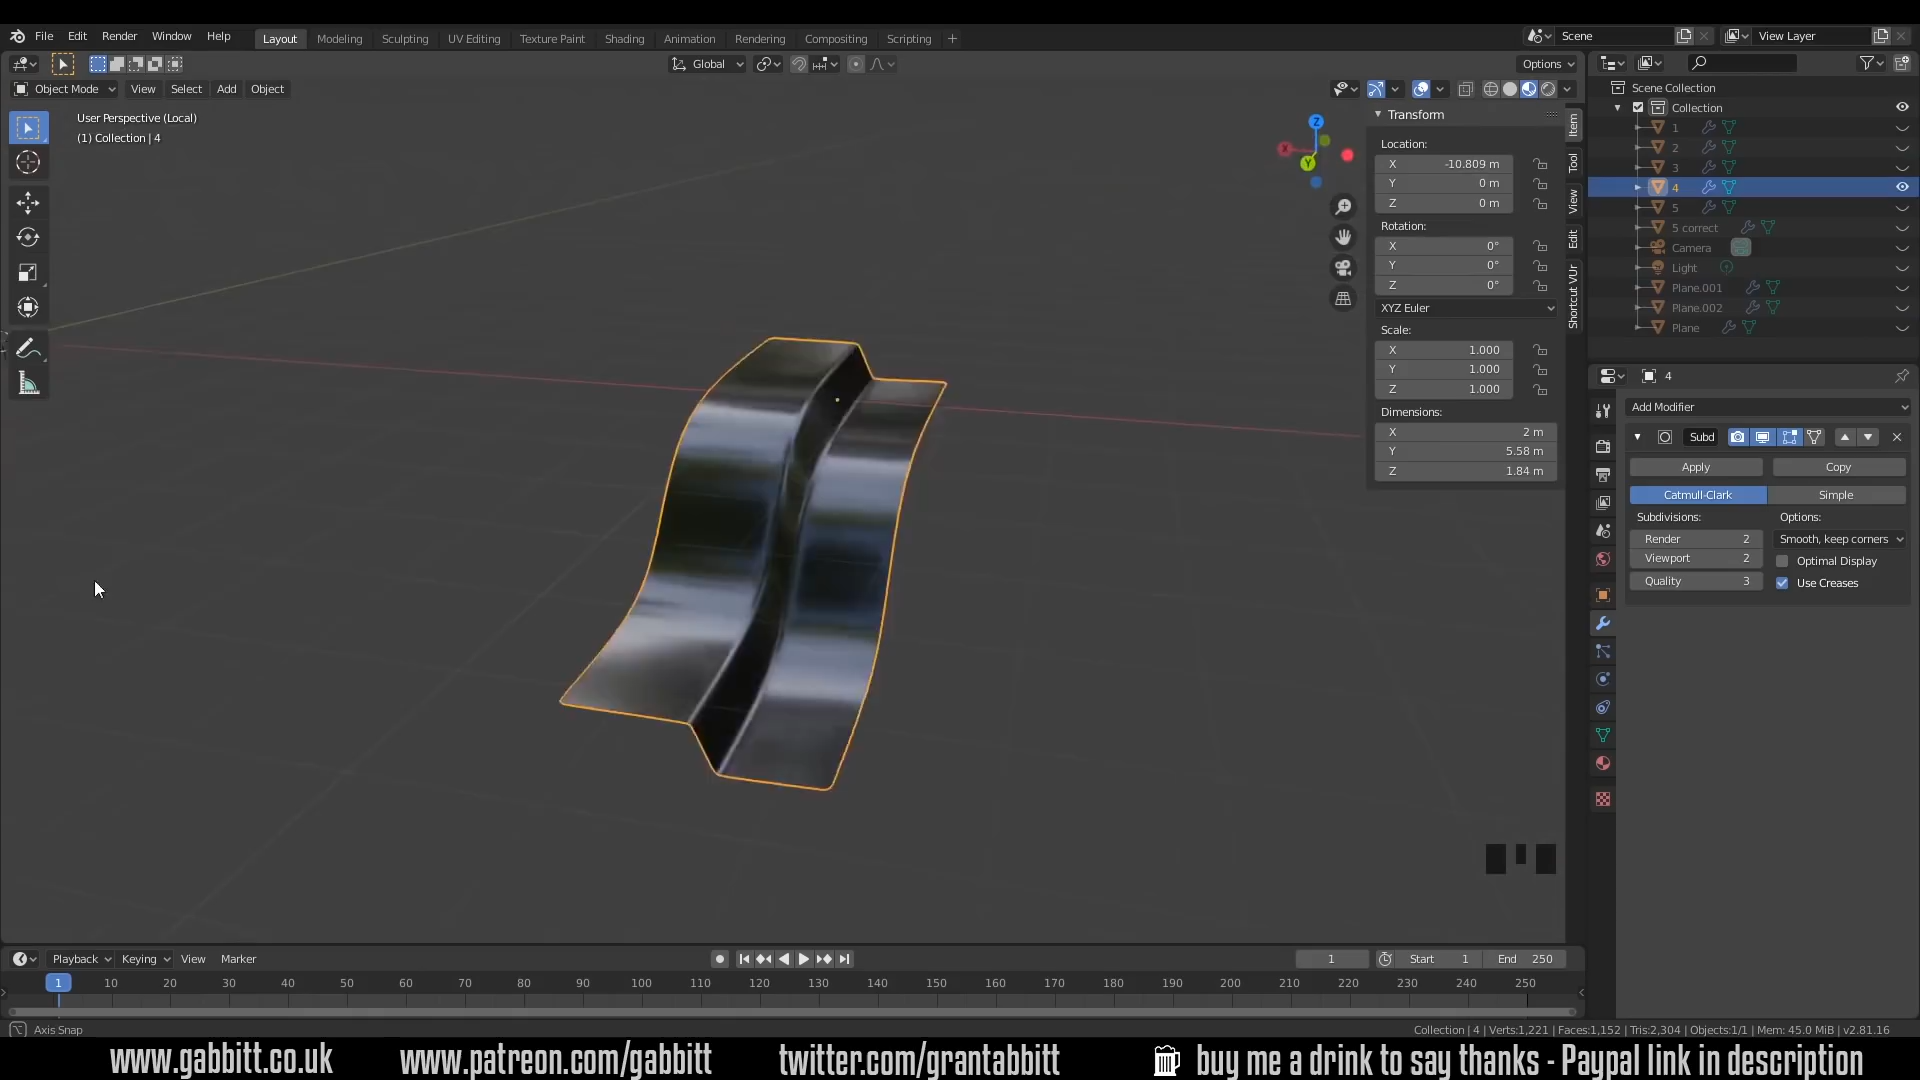 File Edit Render Window Help Layout Modeling Sculpting UV Editing Texture Paint Shading Animation Rendering Compositing Scripting + Scene View Layer
Global Options
Object Mode View Select Add Object
User Perspective (Local)
(1) Collection | 4
Z
X
Y
Transform
Location:
X -10.809 m
Y 0 m
Z 0 m
Rotation:
X 0°
Y 0°
Z 0°
XYZ Euler
Scale:
X 1.000
Y 1.000
Z 1.000
Dimensions:
X 2 m
Y 5.58 m
Z 1.84 m
Item
Tool
View
Edit
Shortcut VUr
Scene Collection
Collection
1
2
3
4
5
5 correct
Camera
Light
Plane.001
Plane.002
Plane
4
Add Modifier
Subd
Apply Copy
Catmull-Clark Simple
Subdivisions: Options:
Render 2 Smooth, keep corners
Viewport 2 Optimal Display
Quality 3 Use Creases
Playback Keying View Marker 1 Start 1 End 250
1 10 20 30 40 50 60 70 80 90 100 110 120 130 140 150 160 170 180 190 200 210 220 230 240 250
Axis Snap Collection | 4 | Verts:1,221 | Faces:1,152 | Tris:2,304 | Objects:1/1 | Mem: 45.0 MiB | v2.81.16
www.gabbitt.co.uk www.patreon.com/gabbitt twitter.com/grantabbitt buy me a drink to say thanks - Paypal link in description